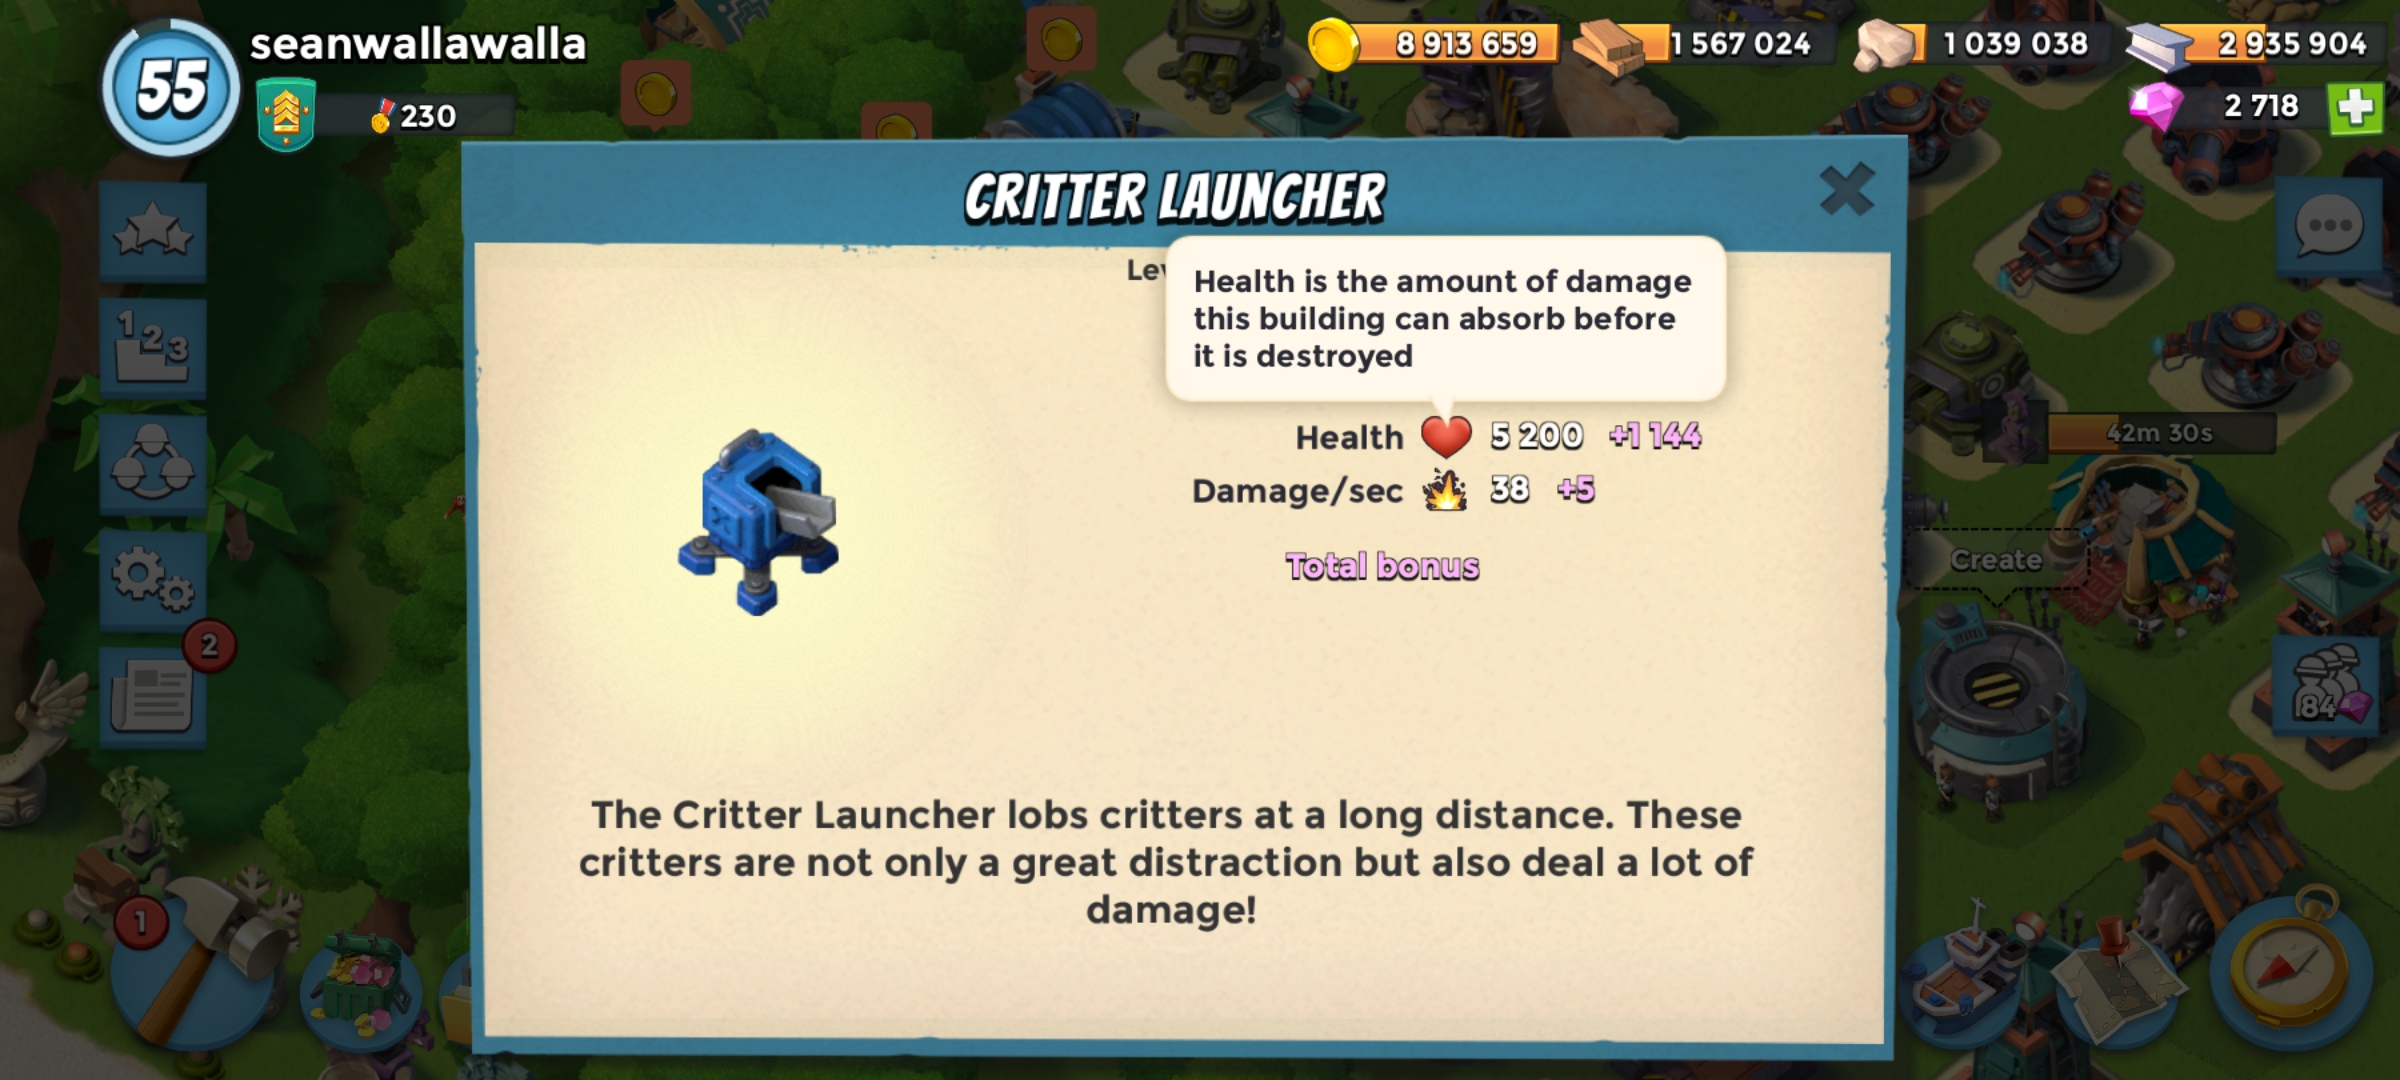 55
seanwallawalla
230
8 913 659
1 567 024
1 039 038
2 935 904
2 718
CRITTER LAUNCHER
Health is the amount of damage
this building can absorb before
it is destroyed
Health 5 200 +1 144
Damage/sec 38 +5
Total bonus
The Critter Launcher lobs critters at a long distance. These
critters are not only a great distraction but also deal a lot of
damage!
1 2 3
2
1
42m 30s
Create
84